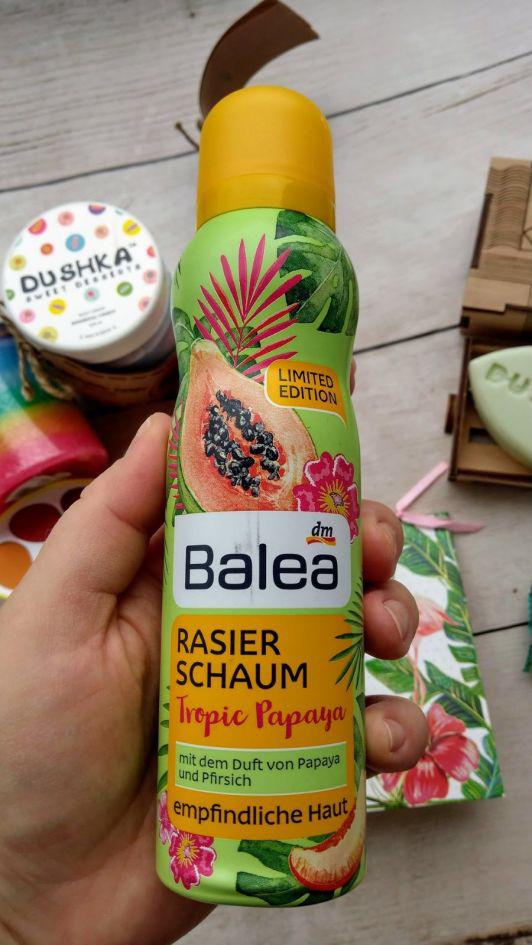 DUSHKA
SWEET DESSERTS
LIMITED
EDITION
dm
Balea
RASIER
SCHAUM
Tropic Papaya
mit dem Duft von Papaya
und Pfirsich
empfindliche Haut
DU